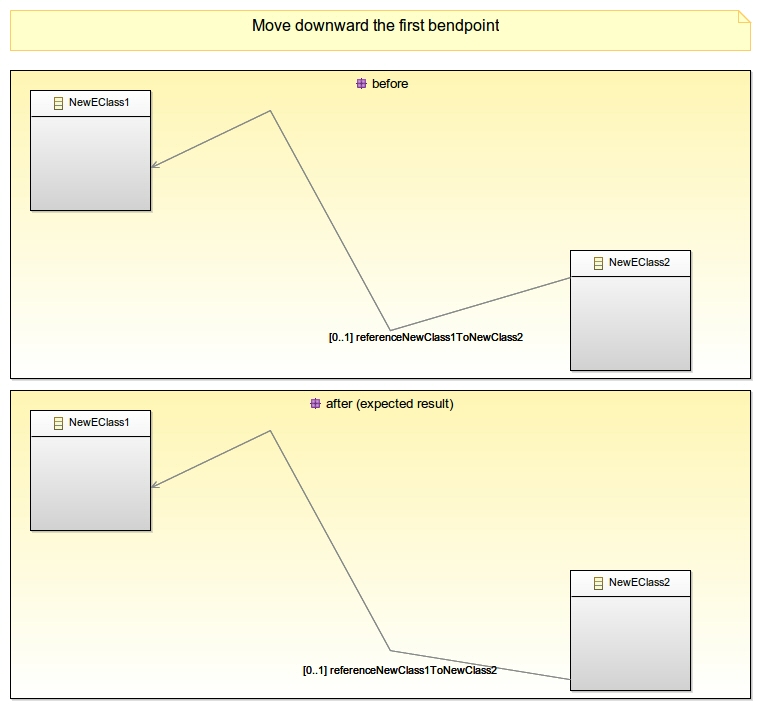 Move downward the first bendpoint
before
NewEClass1
NewEClass2
[0..1] referenceNewClass1ToNewClass2
after (expected result)
NewEClass1
NewEClass2
[0..1] referenceNewClass1ToNewClass2